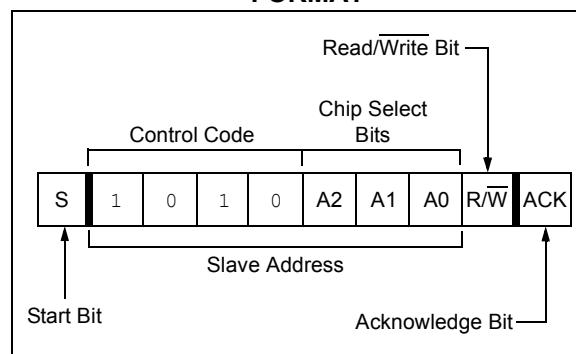 FORMAT
Read/Write Bit
Chip Select
Control Code Bits
S 1 0 1 0 A2 A1 A0 R/W ACK
Slave Address
Start Bit
Acknowledge Bit